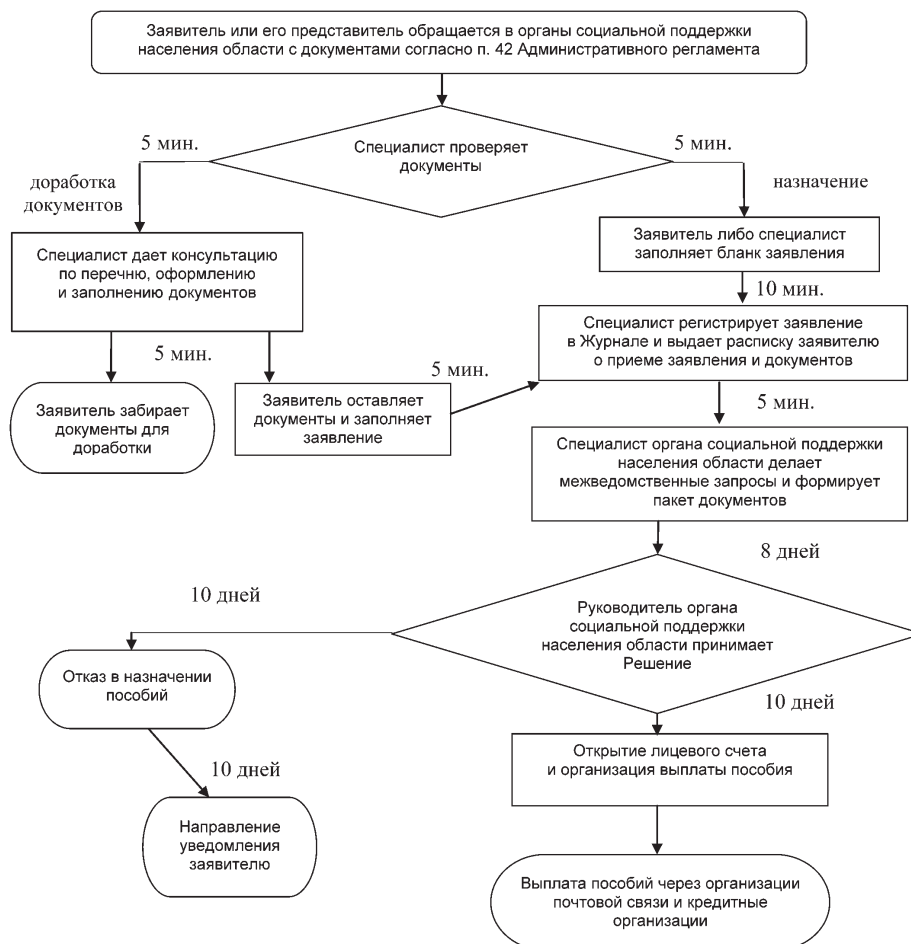 Заявитель или его представитель обращается в органы социальной поддержки
населения области с документами согласно п. 42 Административного регламента
5 мин.
Специалист проверяет
документы
5 мин.
доработка
документов
назначение
Специалист дает консультацию
по перечню, оформлению
и заполнению документов
Заявитель либо специалист
заполняет бланк заявления
10 мин.
Специалист регистрирует заявление
в Журнале и выдает расписку заявителю
о приеме заявления и документов
5 мин.
5 мин.
Заявитель забирает
документы для
доработки
Заявитель оставляет
документы и заполняет
заявление
5 мин.
Специалист органа социальной поддержки
населения области делает
межведомственные запросы и формирует
пакет документов
8 дней
10 дней
Руководитель органа
социальной поддержки
населения области принимает
Решение
Отказ в назначении
пособий
10 дней
Открытие лицевого счета
и организация выплаты пособия
10 дней
Направление
уведомления
заявителю
Выплата пособий через организации
почтовой связи и кредитные
организации